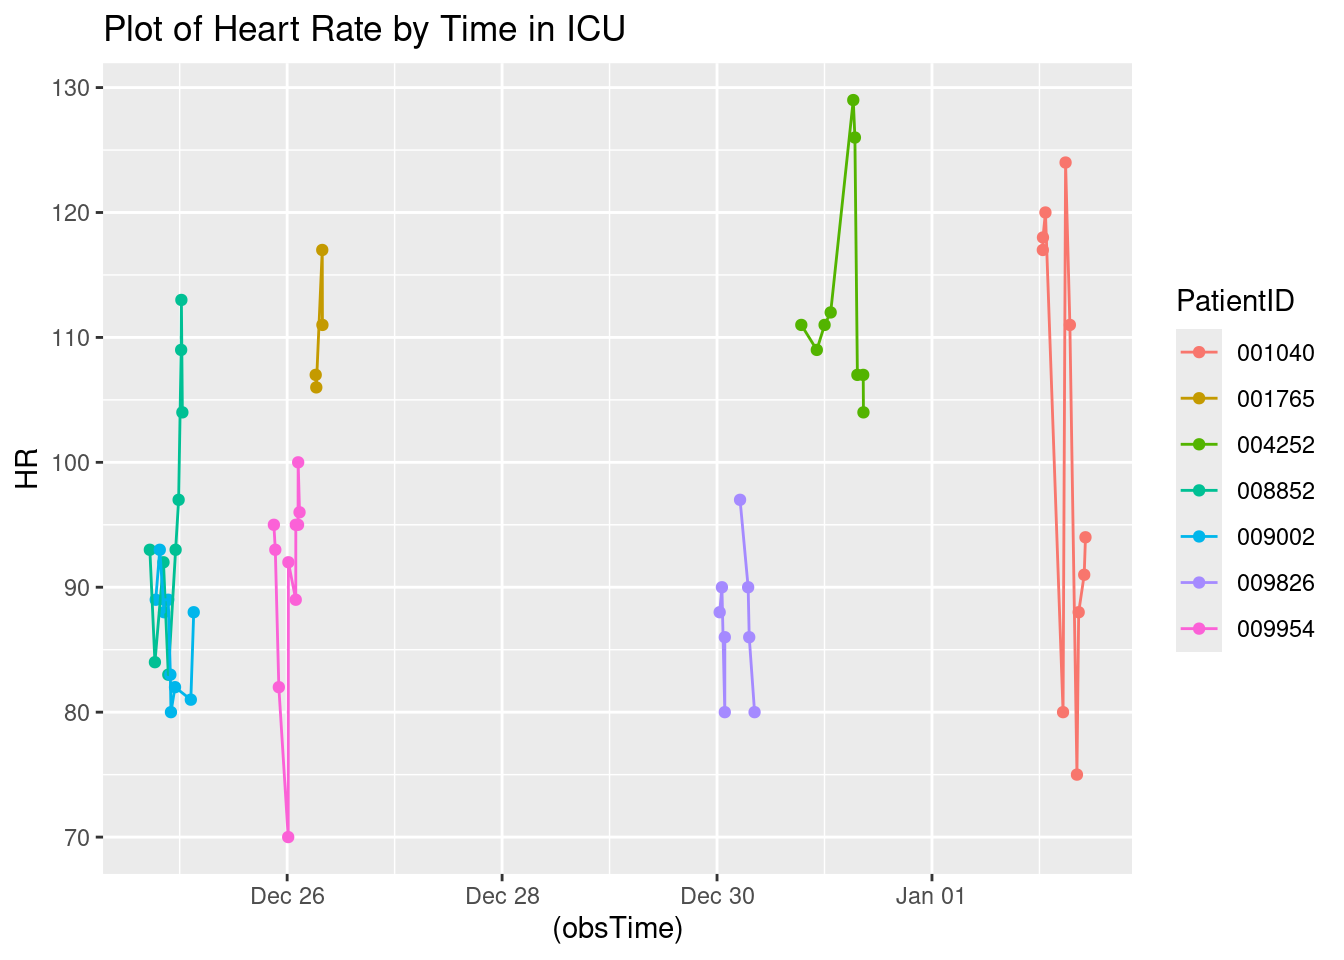 Plot of Heart Rate by Time in ICU
130
120
110
100
90
80
70
HR
Dec 26
Dec 28
Dec 30
Jan 01
(obsTime)
PatientID
001040
001765
004252
008852
009002
009826
009954